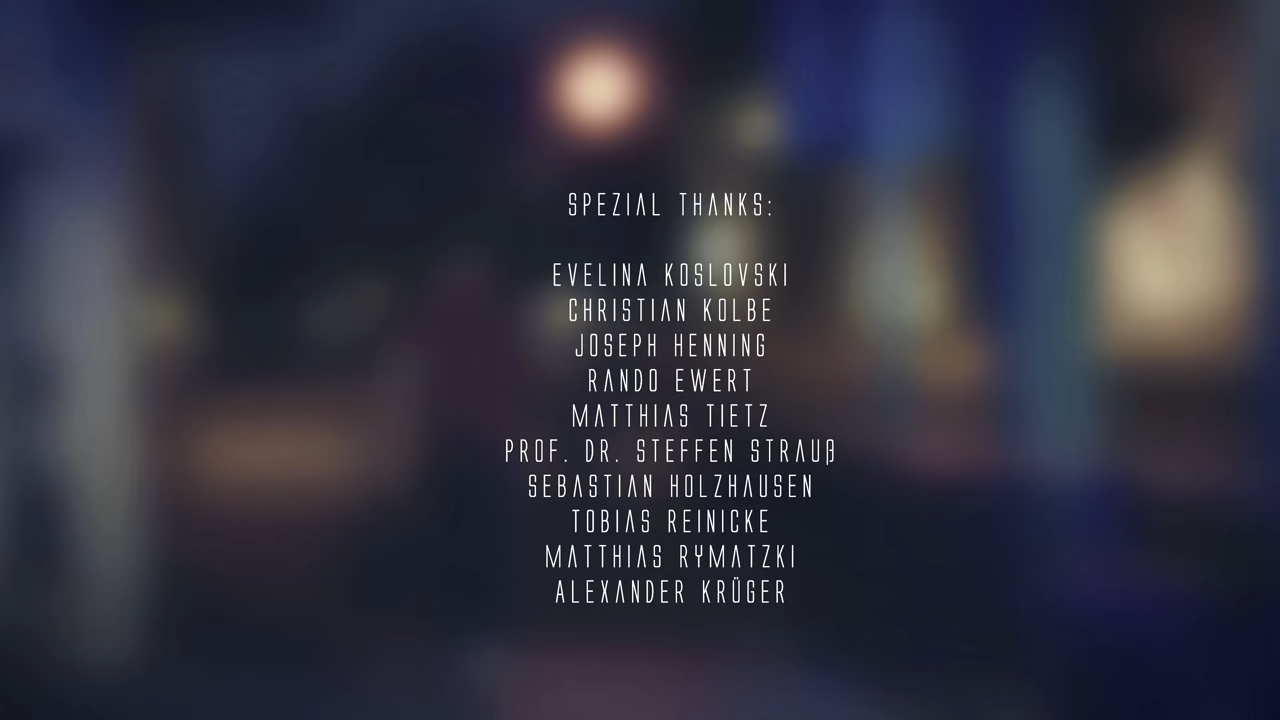 SPEZIAL THANKS:
EVELINA KOSLOVSKI
CHRISTIAN KOLBE
JOSEPH HENNING
RANDO EWERT
MATTHIAS TIETZ
PROF. DR. STEFFEN STRAUß
SEBASTIAN HOLZHAUSEN
TOBIAS REINICKE
MATTHIAS RYMATZKI
ALEXANDER KRÜGER